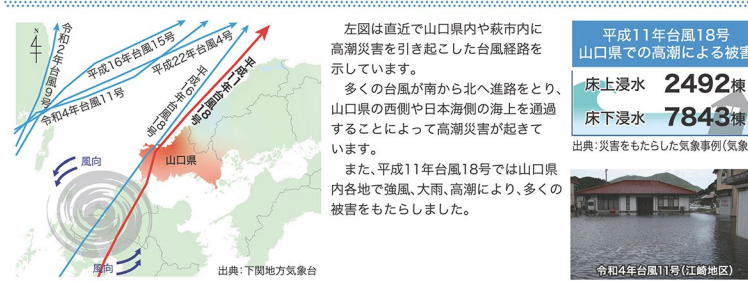 N
令和2年台風9号
平成16年台風15号
平成22年台風4号
令和4年台風11号
平成16年台風18号
平成11年台風18号
山口県
風向
風向
出典：下関地方気象台
左図は直近で山口県内や萩市内に
高潮災害を引き起こした台風経路を
示しています。
多くの台風が南から北へ進路をとり、
山口県の西側や日本海側の海上を通過
することによって高潮災害が起きて
います。
また、平成11年台風18号では山口県
内各地で強風、大雨、高潮により、多くの
被害をもたらしました。
平成11年台風18号
山口県での高潮による被害
床上浸水 2492棟
床下浸水 7843棟
出典：災害をもたらした気象事例（気象
令和4年台風11号（江崎地区）